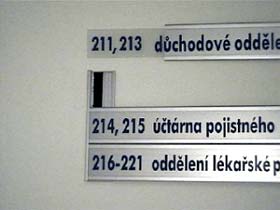 211, 213 důchodové odděle
214, 215 účtárna pojistného
216-221 oddělení lékařské p